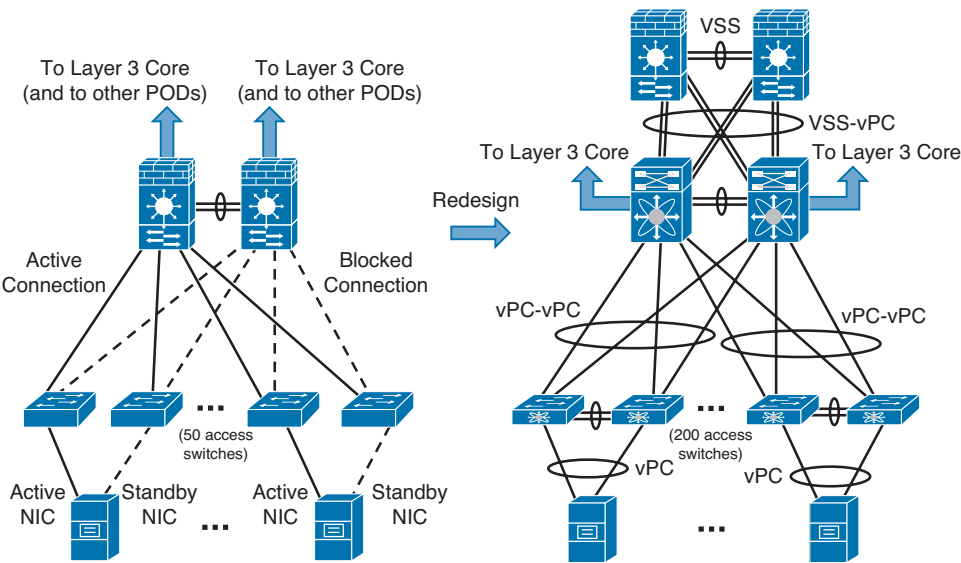 To Layer 3 Core
(and to other PODs)
To Layer 3 Core
(and to other PODs)
Active
Connection
Blocked
Connection
...
(50 access
switches)
Active
NIC
Standby
NIC
...
Active
NIC
Standby
NIC
Redesign
VSS
VSS-vPC
To Layer 3 Core
To Layer 3 Core
vPC-vPC
vPC-vPC
...
(200 access
switches)
vPC
vPC
...